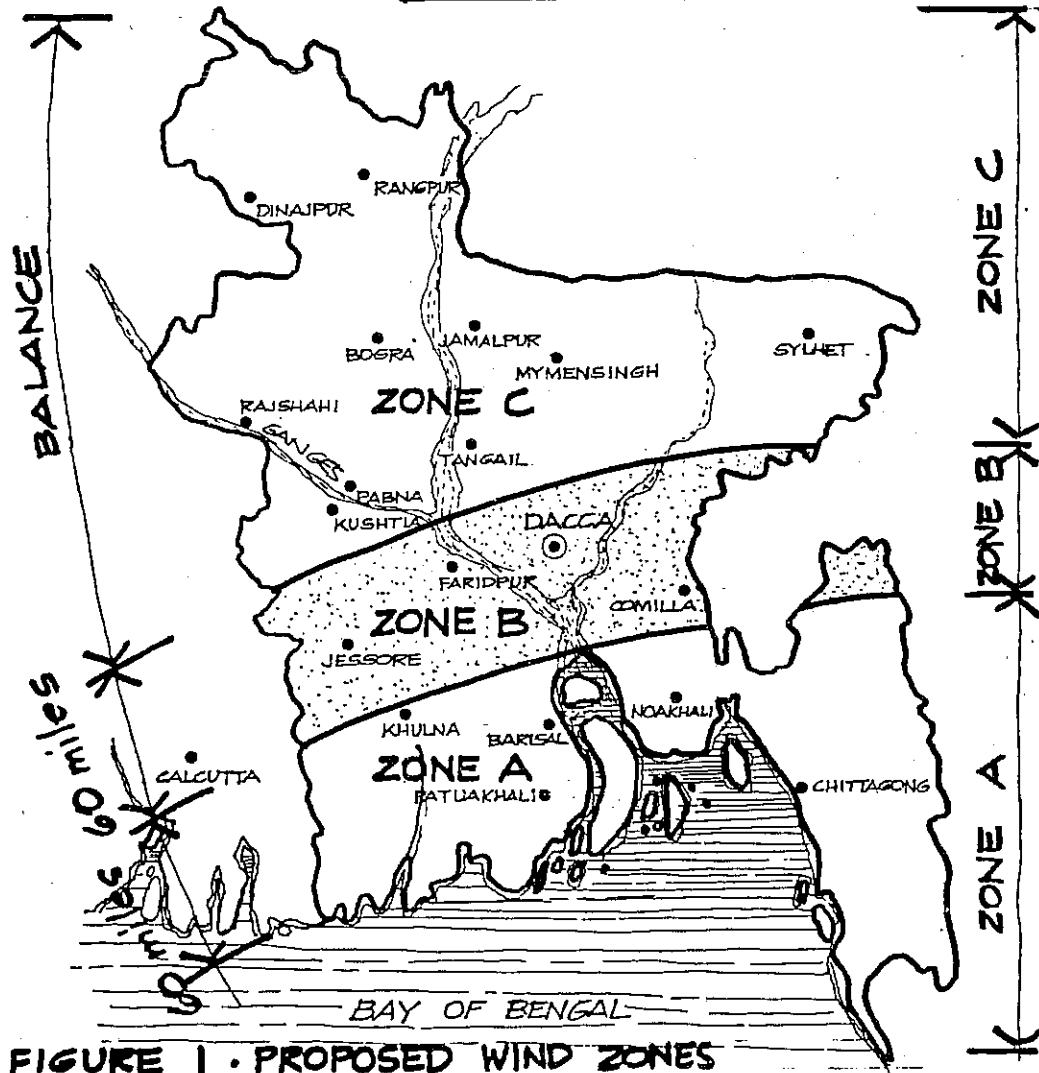 RANGPUR
DINAJPUR
BALANCE
ZONE C
BOGRA
JAMALPUR
MYMENSINGH
SYLHET
RAJSHAHI
ZONE C
GANGES
TANGAIL
ZONE B
PABNA
KUSHTIA
DACCA
FARIDPUR
COMILLA
ZONE B
JESSORE
60 miles
KHULNA
BARISAL
NOAKHALI
CALCUTTA
ZONE A
PATUAKHALI
CHITTAGONG
ZONE A
miles
BAY OF BENGAL
FIGURE 1. PROPOSED WIND ZONES